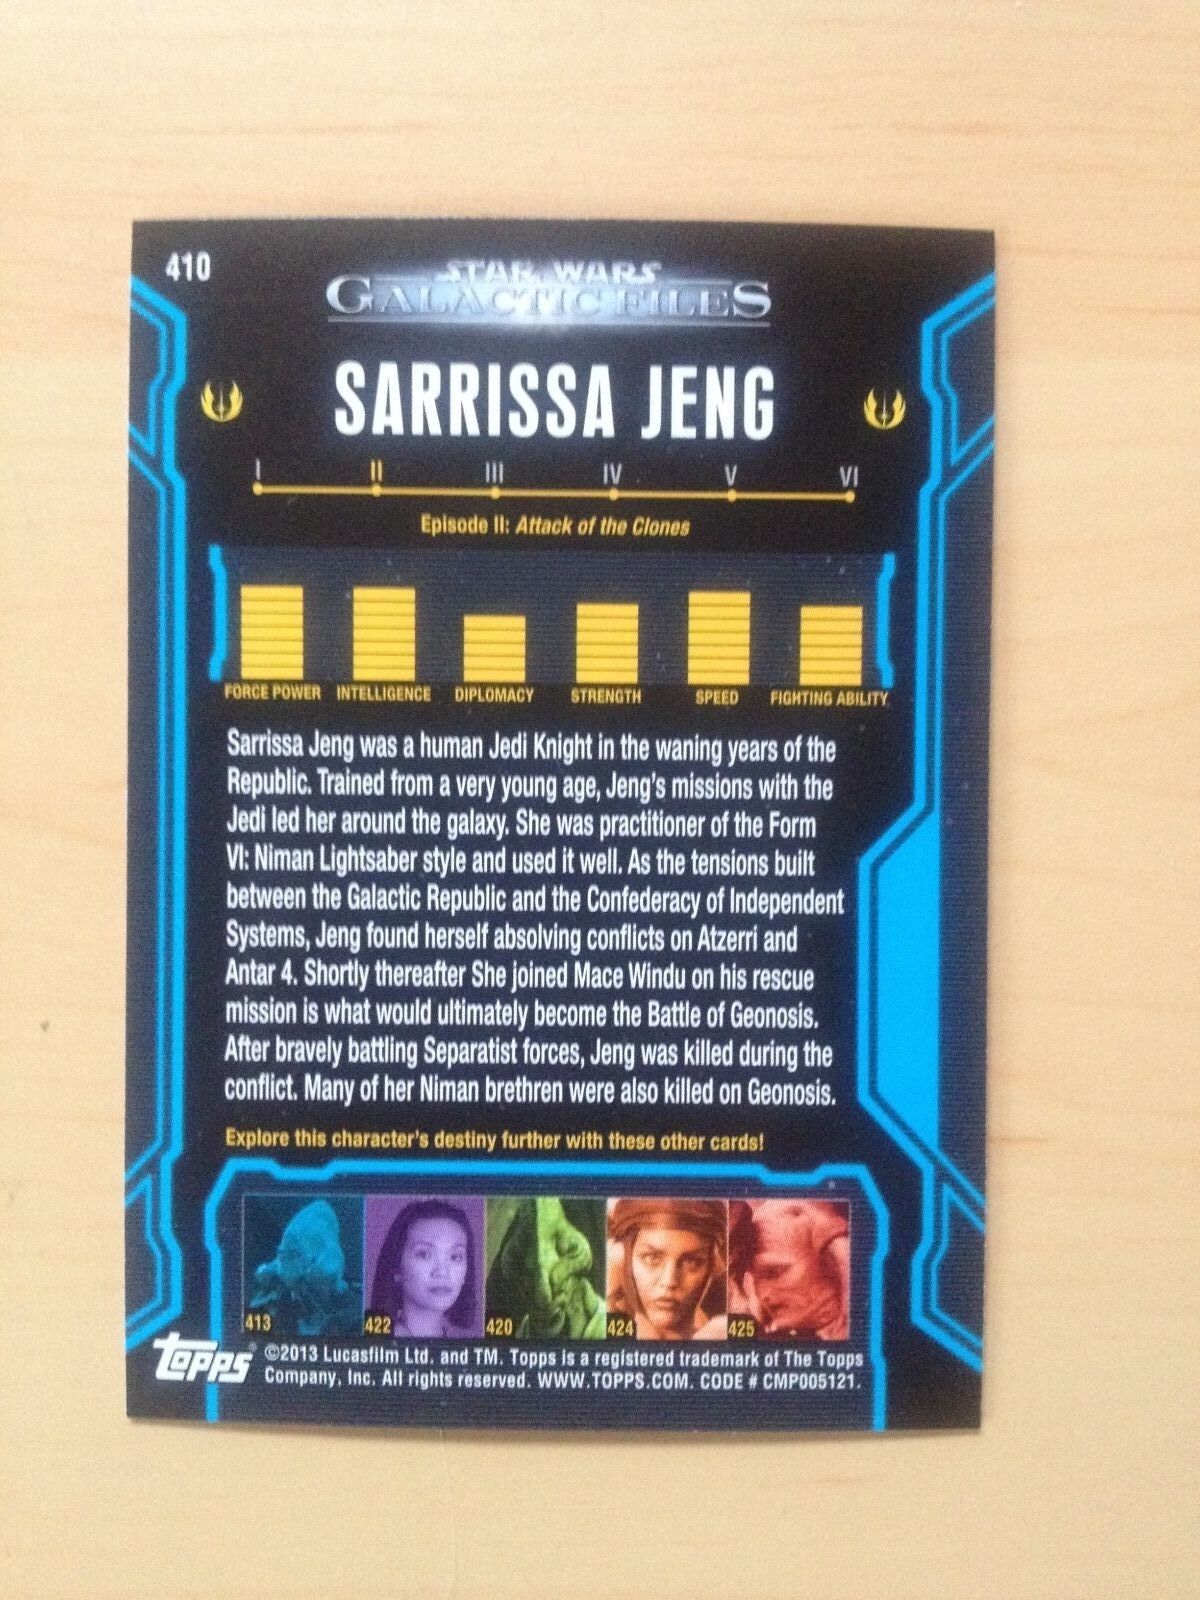 410
STAR WARS
GALACTIC FILES
SARRISSA JENG
I II III IV V VI
Episode II: Attack of the Clones
FORCE POWER INTELLIGENCE DIPLOMACY STRENGTH SPEED FIGHTING ABILITY
Sarrissa Jeng was a human Jedi Knight in the waning years of the
Republic. Trained from a very young age, Jeng's missions with the
Jedi led her around the galaxy. She was practitioner of the Form
VI: Niman Lightsaber style and used it well. As the tensions built
between the Galactic Republic and the Confederacy of Independent
Systems, Jeng found herself absolving conflicts on Atzerri and
Antar 4. Shortly thereafter She joined Mace Windu on his rescue
mission is what would ultimately become the Battle of Geonosis.
After bravely battling Separatist forces, Jeng was killed during the
conflict. Many of her Niman brethren were also killed on Geonosis.
Explore this character's destiny further with these other cards!
413 422 420 424 425
topps®
©2013 Lucasfilm Ltd. and TM. Topps is a registered trademark of The Topps
Company, Inc. All rights reserved. WWW.TOPPS.COM. CODE # CMP005121.